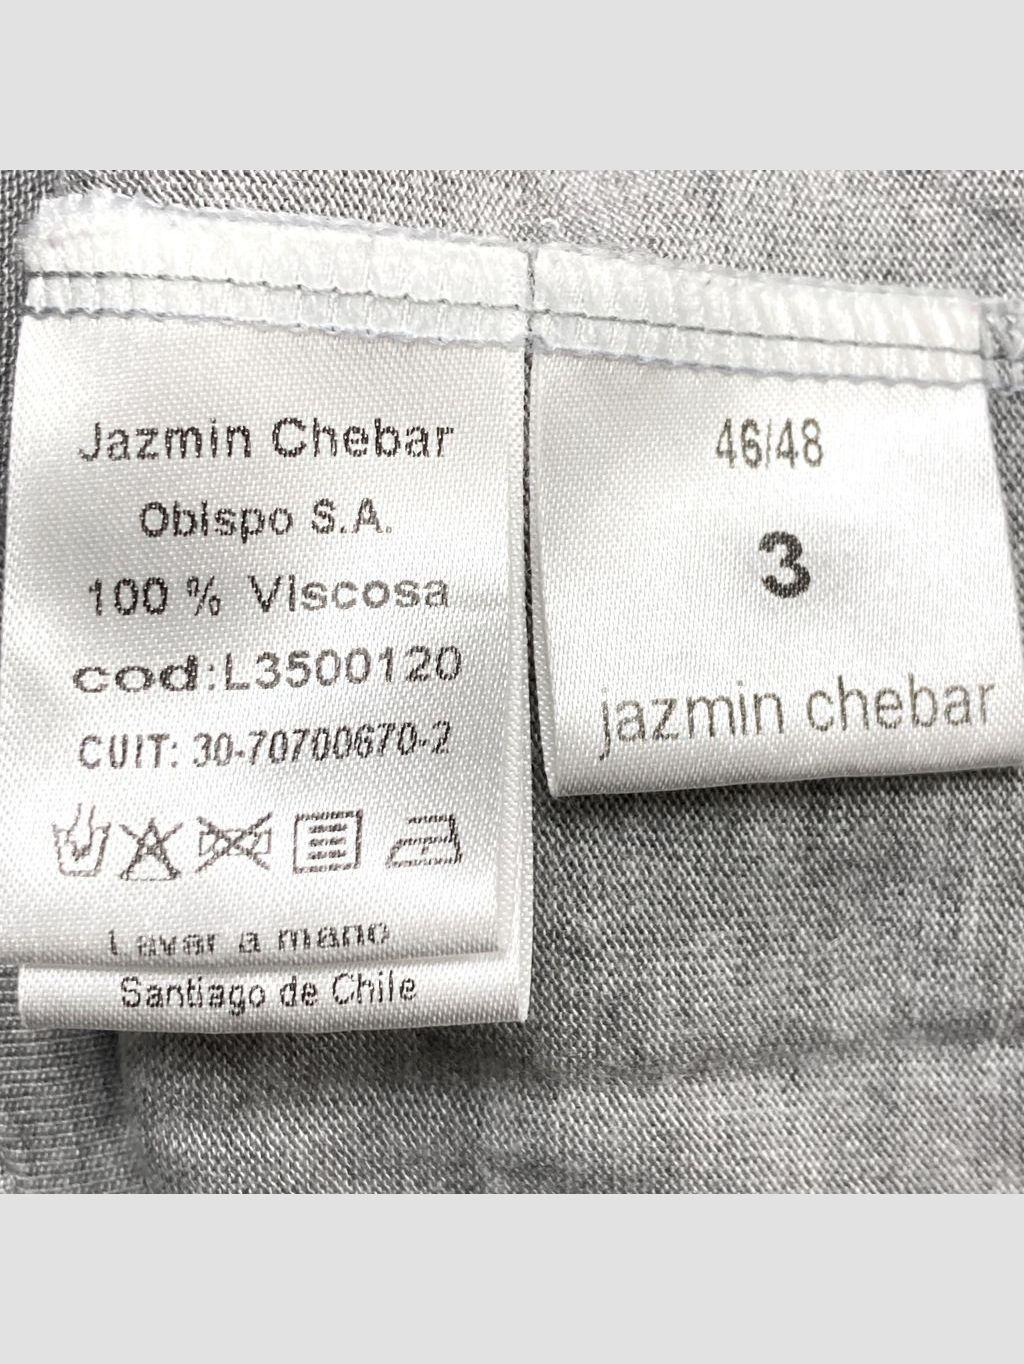 Jazmin Chebar
Obispo S.A.
100 % Viscosa
cod:L3500120
CUIT: 30-70700670-2
Lavar a mano
Santiago de Chile
46/48
3
jazmin chebar